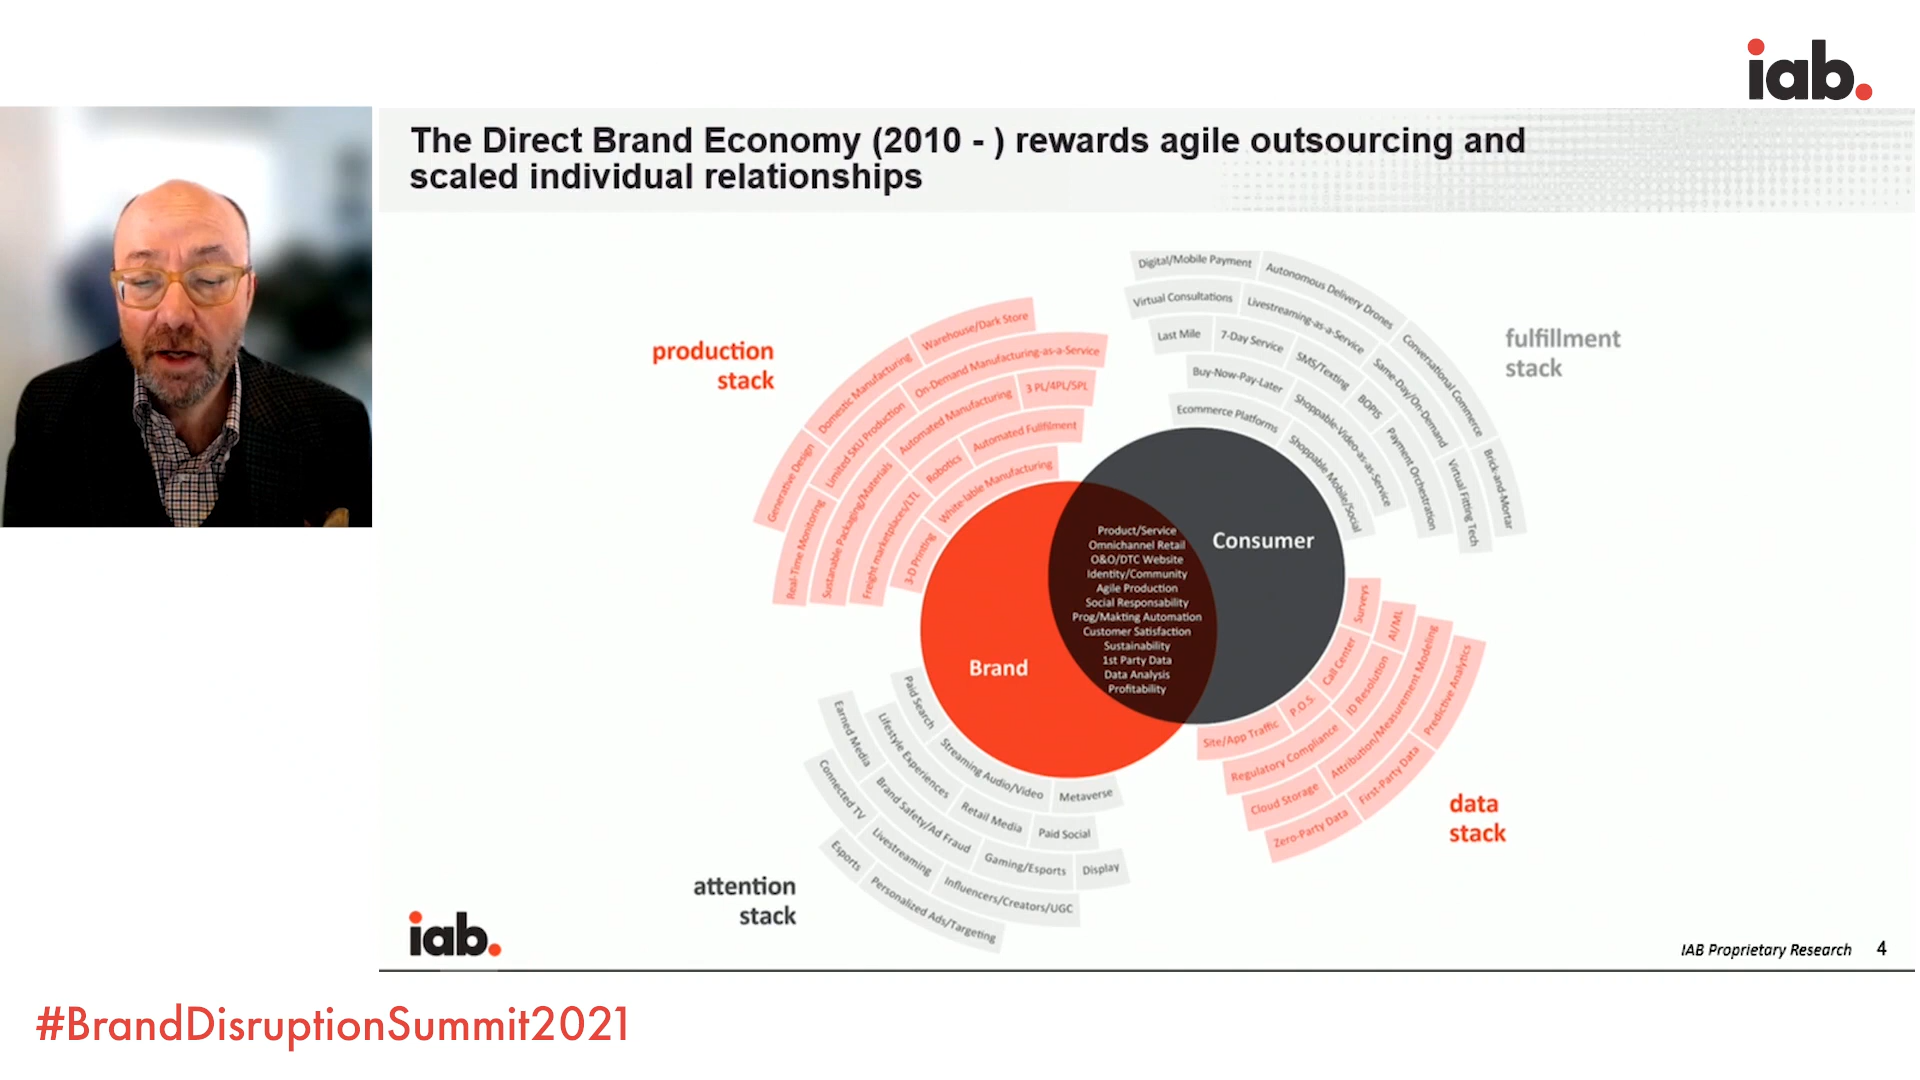 iab.
The Direct Brand Economy (2010 - ) rewards agile outsourcing and
scaled individual relationships
production
stack
Warehouse/Dark Store
Domestic Manufacturing
Generative Design
On-Demand Manufacturing-as-a-Service
Limited SKU Production
Real-Time Monitoring
3 PL/4PL/5PL
Automated Manufacturing
Sustainable Packaging/Materials
Automated Fullfilment
Robotics
Freight marketplaces/LTL
White-lable Manufacturing
3-D Printing
fulfillment
stack
Digital/Mobile Payment
Autonomous Delivery Drones
Conversational Commerce
Brick-and-Mortar
Virtual Consultations
Livestreaming-as-a-Service
Same-Day/On-Demand
Virtual Fitting Tech
Last Mile
7-Day Service
SMS/Texting
BOPIS
Payment Orchestration
Buy-Now-Pay-Later
Shoppable-Video-as-as-Service
Ecommerce Platforms
Shoppable Mobile/Social
Brand
Consumer
Product/Service
Omnichannel Retail
O&O/DTC Website
Identity/Community
Agile Production
Social Responsability
Prog/Makting Automation
Customer Satisfaction
Sustainability
1st Party Data
Data Analysis
Profitability
attention
stack
Paid Search
Streaming Audio/Video
Metaverse
Lifestyle Experiences
Retail Media
Paid Social
Earned Media
Brand Safety/Ad Fraud
Gaming/Esports
Display
Connected TV
Livestreaming
Influencers/Creators/UGC
Esports
Personalized Ads/Targeting
data
stack
Surveys
Call Center
P.O.S.
Site/App Traffic
AI/ML
ID Resolution
Regulatory Compliance
Attribution/Measurement Modeling
Cloud Storage
Predictive Analytics
First-Party Data
Zero-Party Data
iab.
IAB Proprietary Research 4
#BrandDisruptionSummit2021